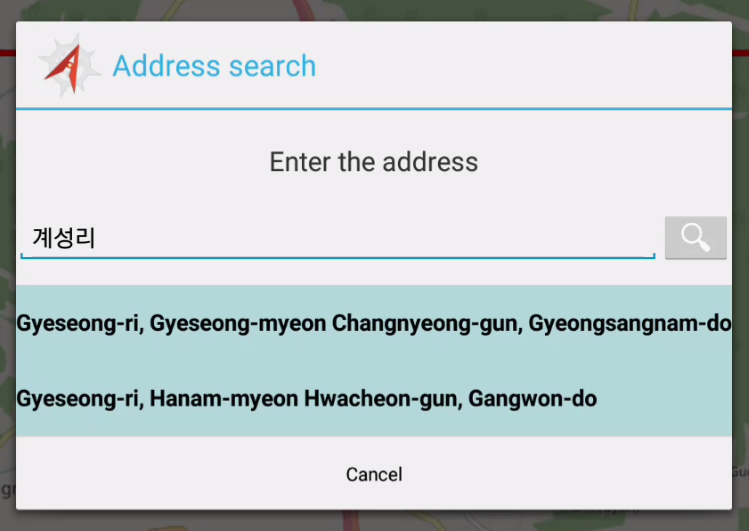 Address search
Enter the address
계성리
Gyeseong-ri, Gyeseong-myeon Changnyeong-gun, Gyeongsangnam-do
Gyeseong-ri, Hanam-myeon Hwacheon-gun, Gangwon-do
Cancel